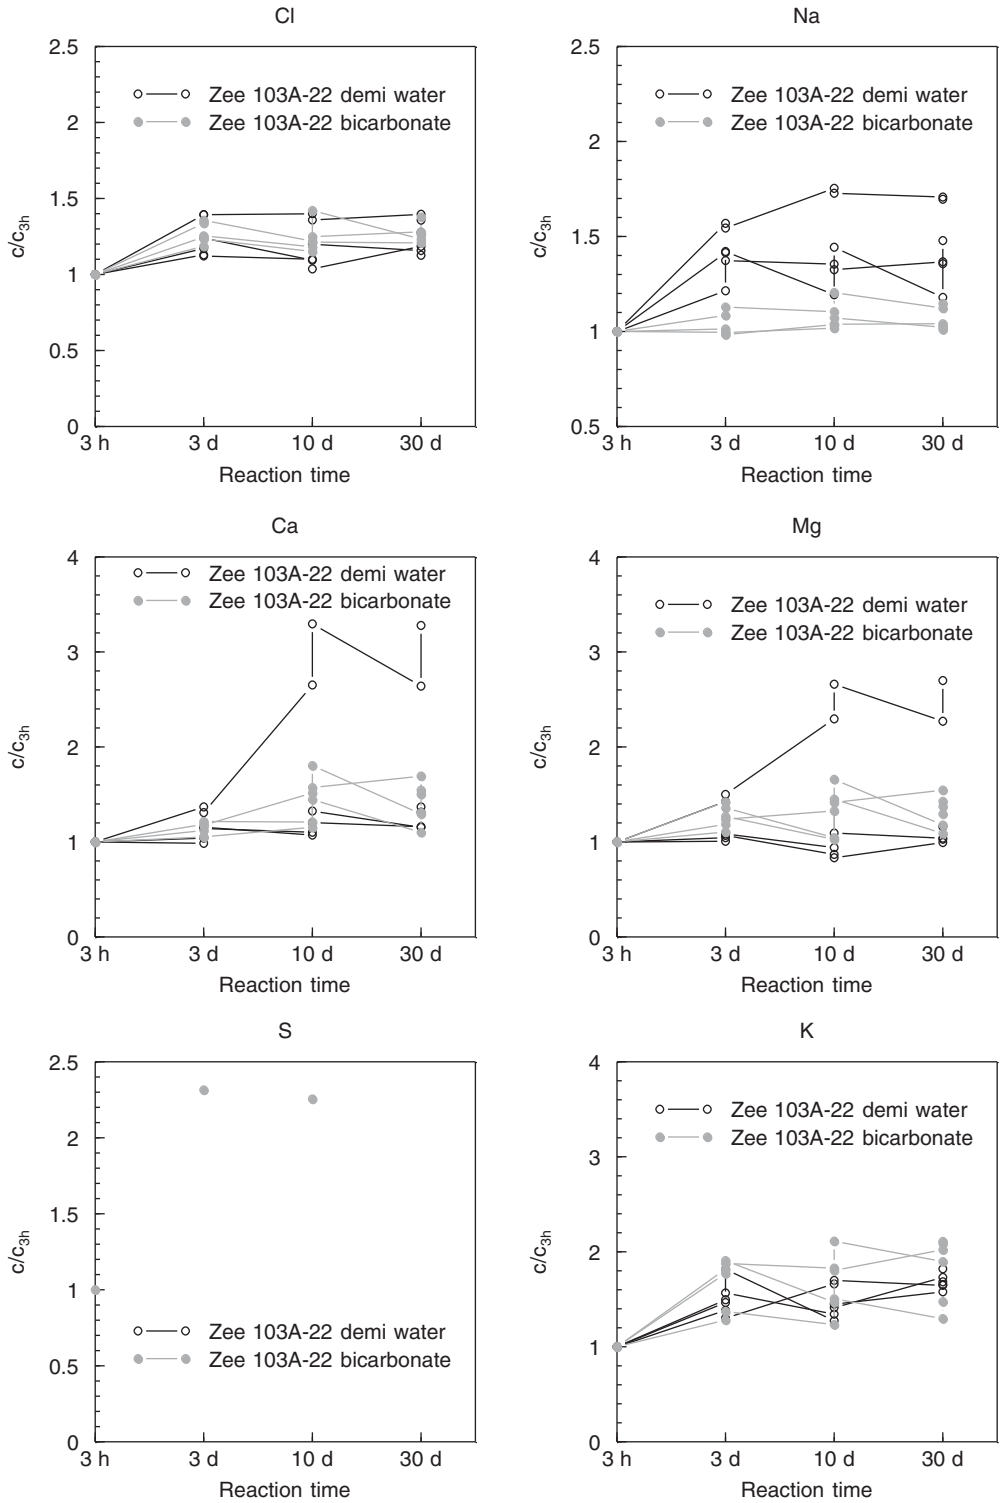 Cl
2.5
2
1.5
1
0.5
0
c/c3h
Zee 103A-22 demi water
Zee 103A-22 bicarbonate
3 h 3 d 10 d 30 d
Reaction time
Na
2.5
2
1.5
1
0.5
c/c3h
Zee 103A-22 demi water
Zee 103A-22 bicarbonate
3 h 3 d 10 d 30 d
Reaction time
Ca
4
3
2
1
0
c/c3h
Zee 103A-22 demi water
Zee 103A-22 bicarbonate
3 h 3 d 10 d 30 d
Reaction time
Mg
4
3
2
1
0
c/c3h
Zee 103A-22 demi water
Zee 103A-22 bicarbonate
3 h 3 d 10 d 30 d
Reaction time
S
2.5
2
1.5
1
0.5
0
c/c3h
Zee 103A-22 demi water
Zee 103A-22 bicarbonate
3 h 3 d 10 d 30 d
Reaction time
K
4
3
2
1
0
c/c3h
Zee 103A-22 demi water
Zee 103A-22 bicarbonate
3 h 3 d 10 d 30 d
Reaction time